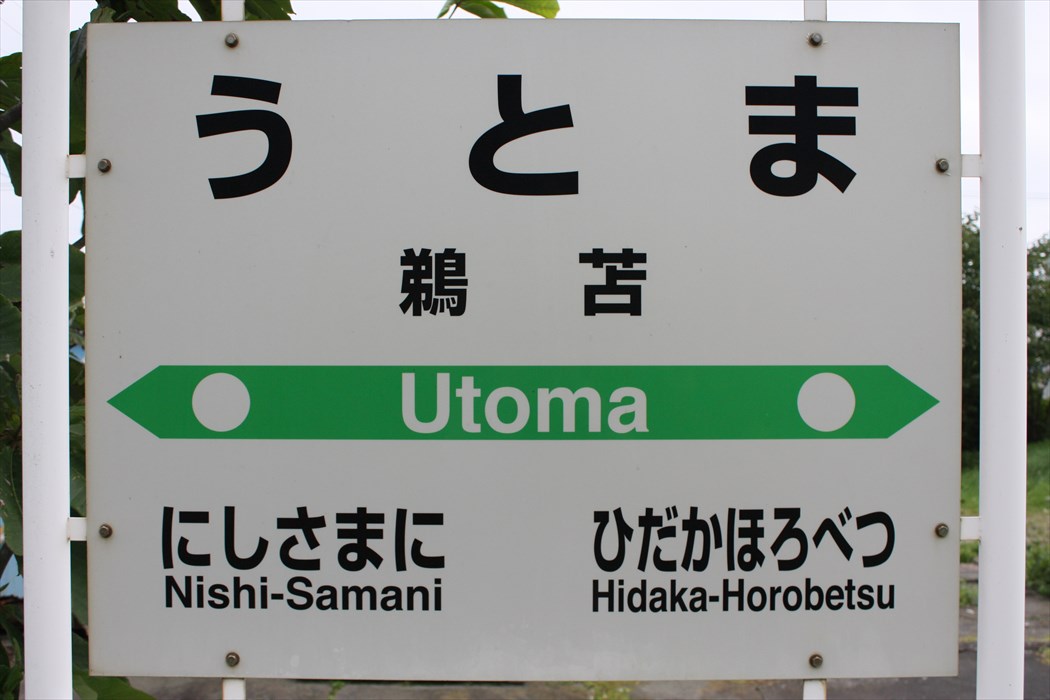 うとま
鵜苫
Utoma
にしさまに ひだかほろべつ
Nishi-Samani Hidaka-Horobetsu